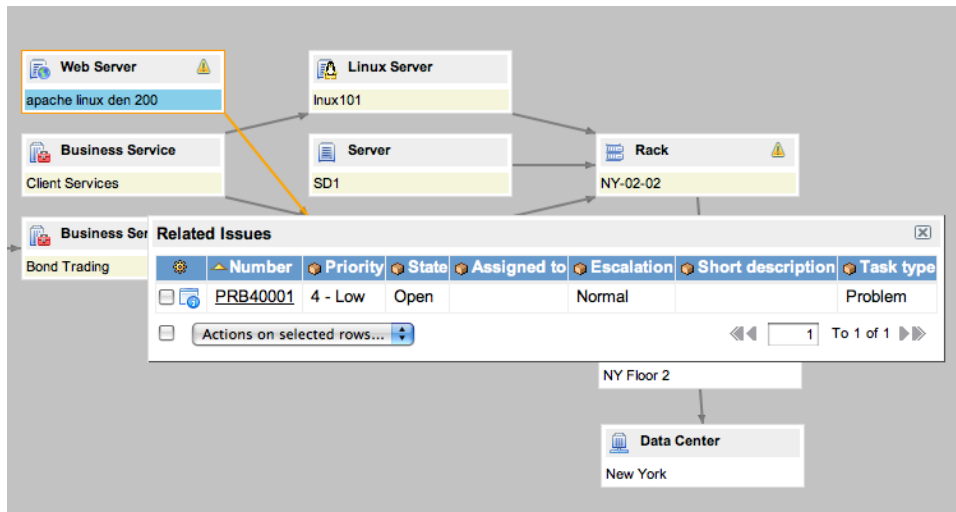 Web Server
apache linux den 200
Linux Server
lnux101
Business Service
Client Services
Server
SD1
Rack
NY-02-02
Business Ser
Bond Trading
Related Issues
Number Priority State Assigned to Escalation Short description Task type
PRB40001 4 - Low Open Normal Problem
Actions on selected rows... 1 To 1 of 1
NY Floor 2
Data Center
New York